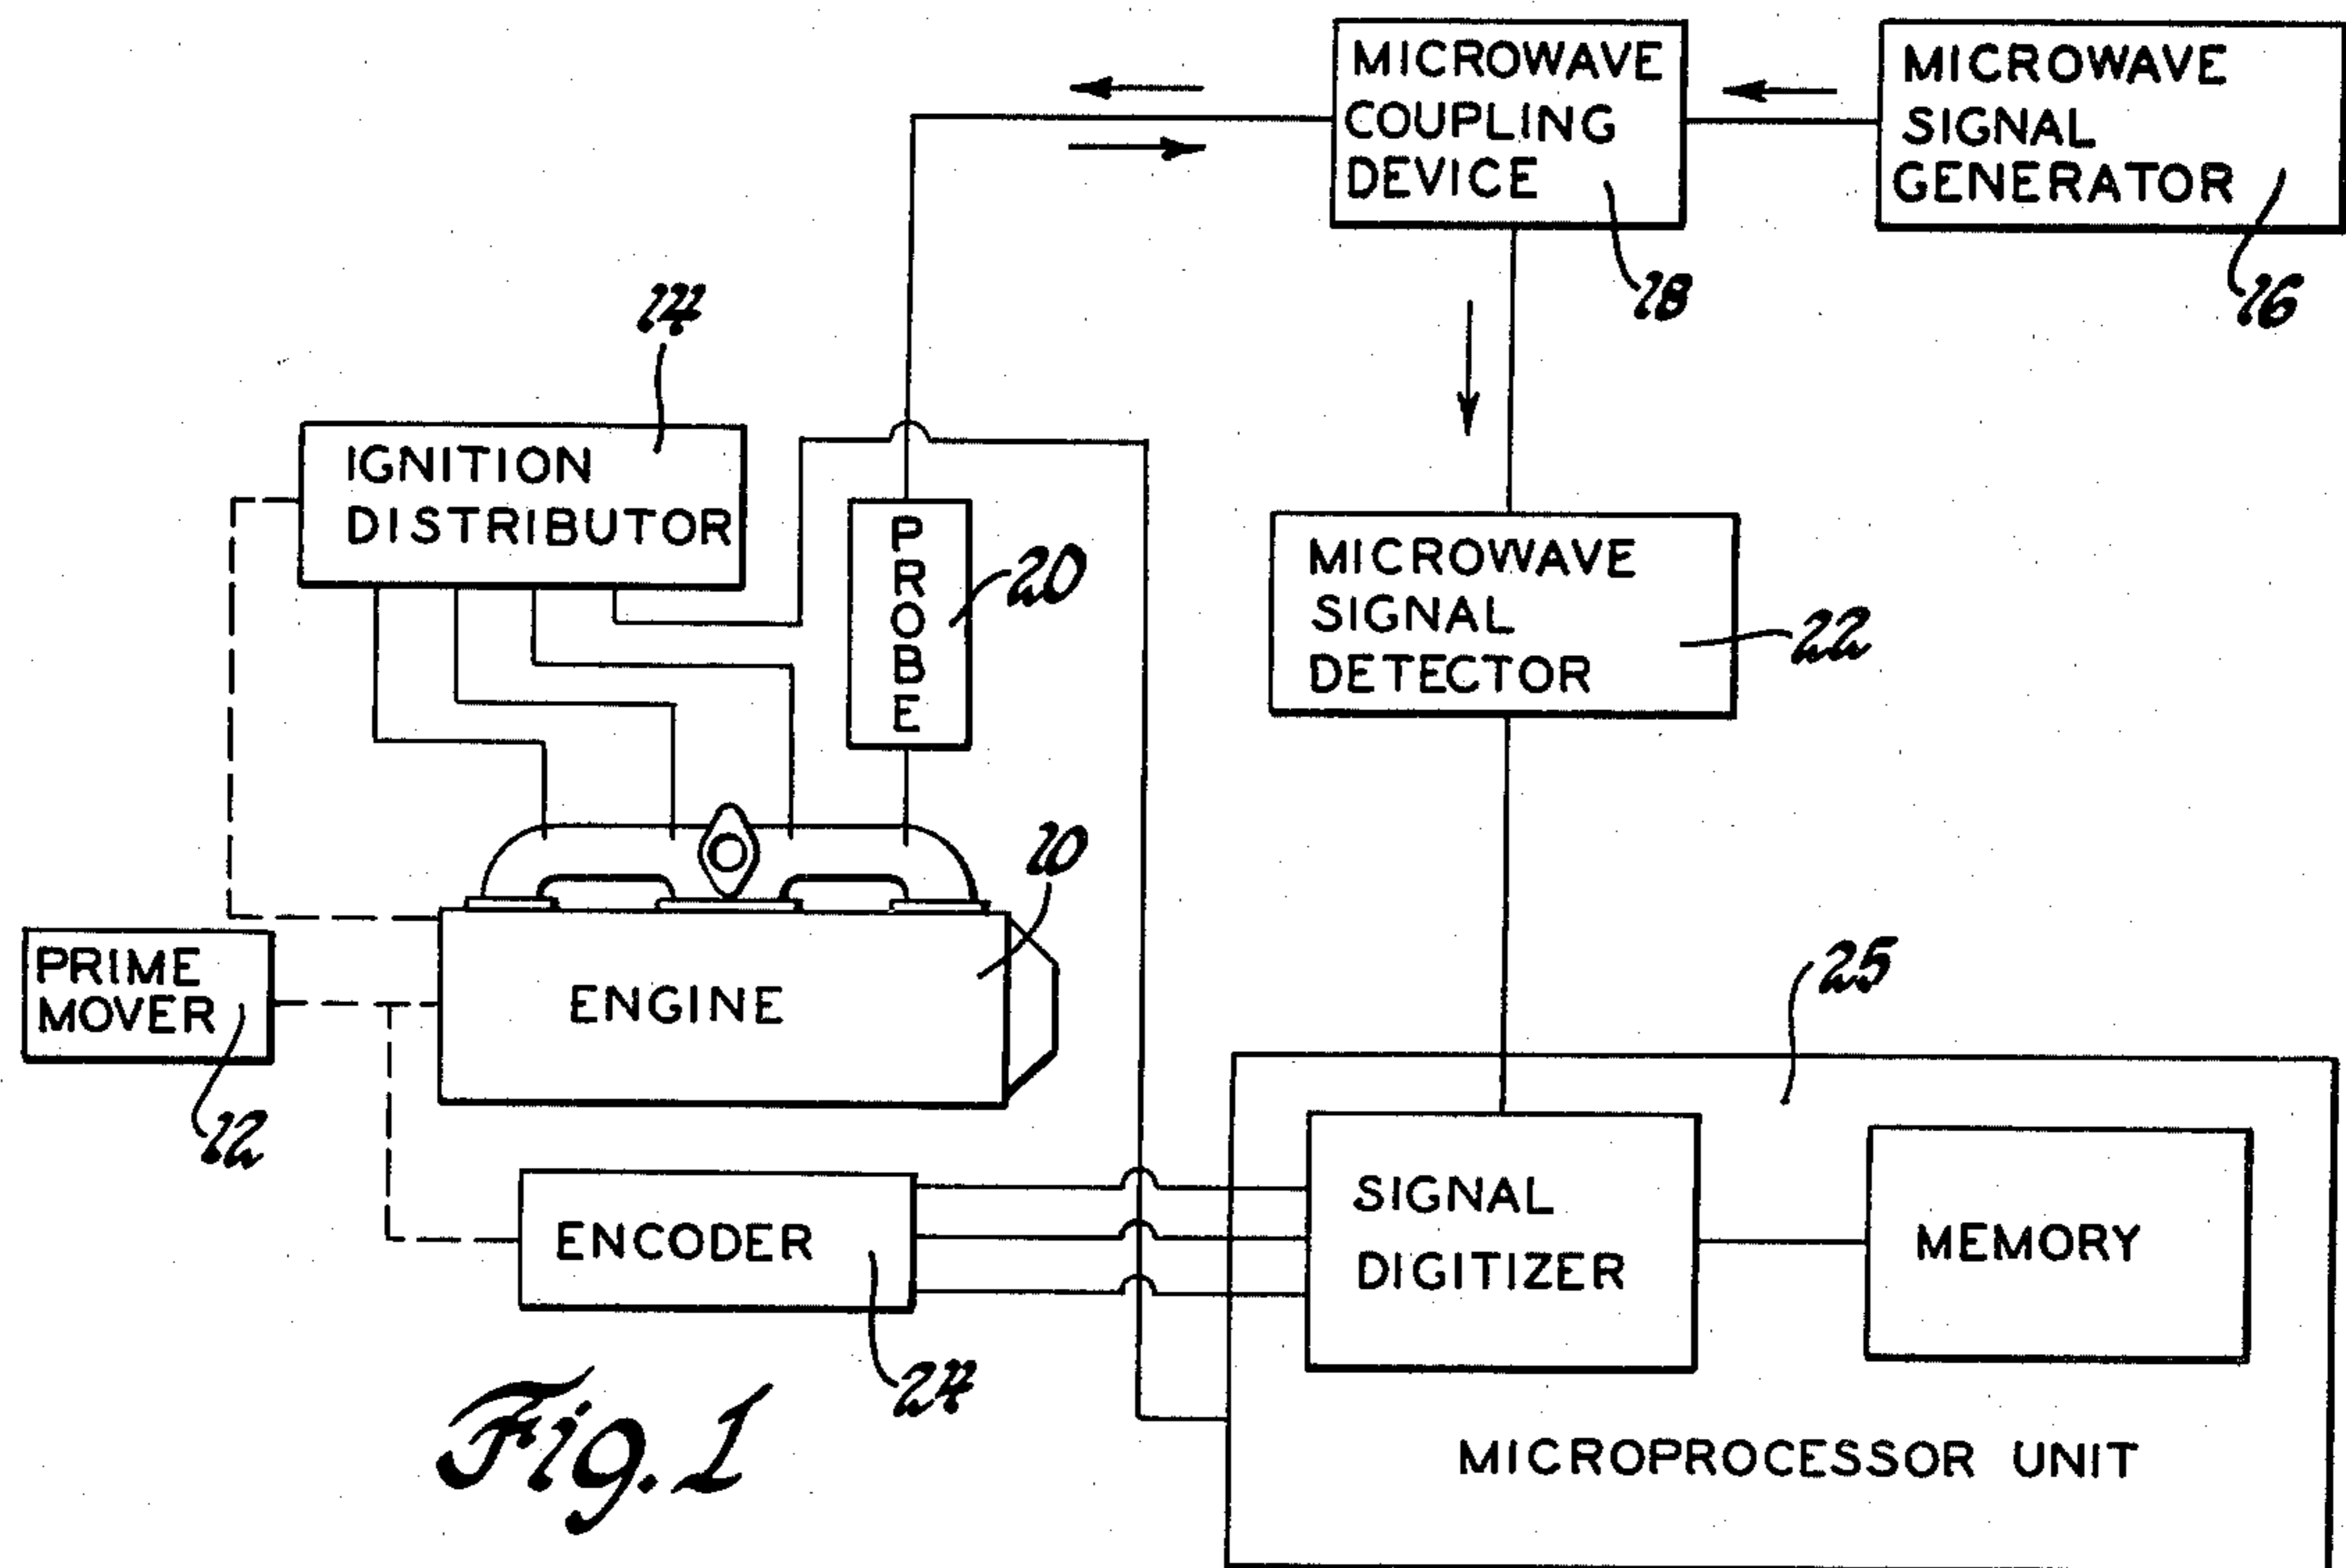 MICROWAVE
COUPLING
DEVICE
18
MICROWAVE
SIGNAL
GENERATOR
16
14
IGNITION
DISTRIBUTOR
PROBE
20
MICROWAVE
SIGNAL
DETECTOR
22
10
ENGINE
PRIME
MOVER
12
25
ENCODER
24
SIGNAL
DIGITIZER
MEMORY
MICROPROCESSOR UNIT
Fig. 1